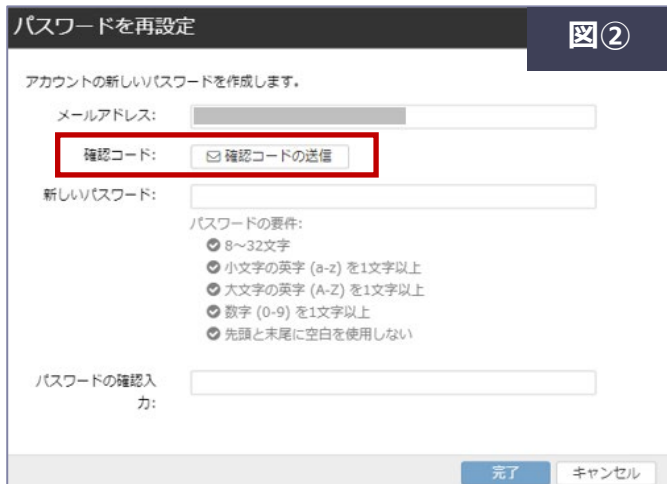 パスワードを再設定
図②
アカウントの新しいパスワードを作成します。
メールアドレス:
確認コード: 確認コードの送信
新しいパスワード:
パスワードの要件:
8~32文字
小文字の英字 (a-z) を1文字以上
大文字の英字 (A-Z) を1文字以上
数字 (0-9) を1文字以上
先頭と末尾に空白を使用しない
パスワードの確認入
力:
完了 キャンセル